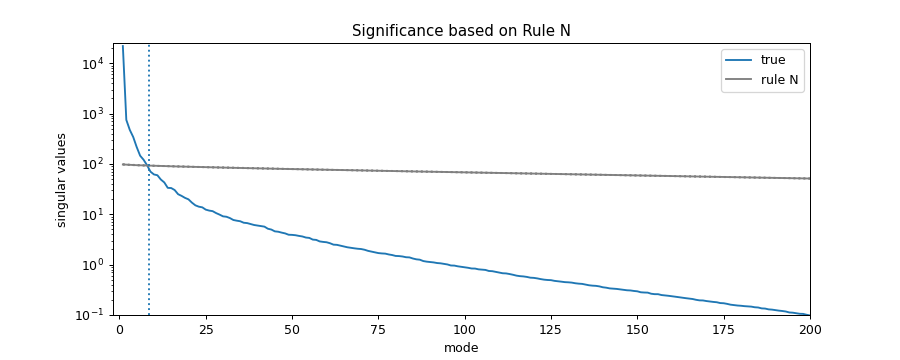 Significance based on Rule N
true
rule N
singular values
10⁴
10³
10²
10¹
10⁰
10⁻¹
0 25 50 75 100 125 150 175 200
mode